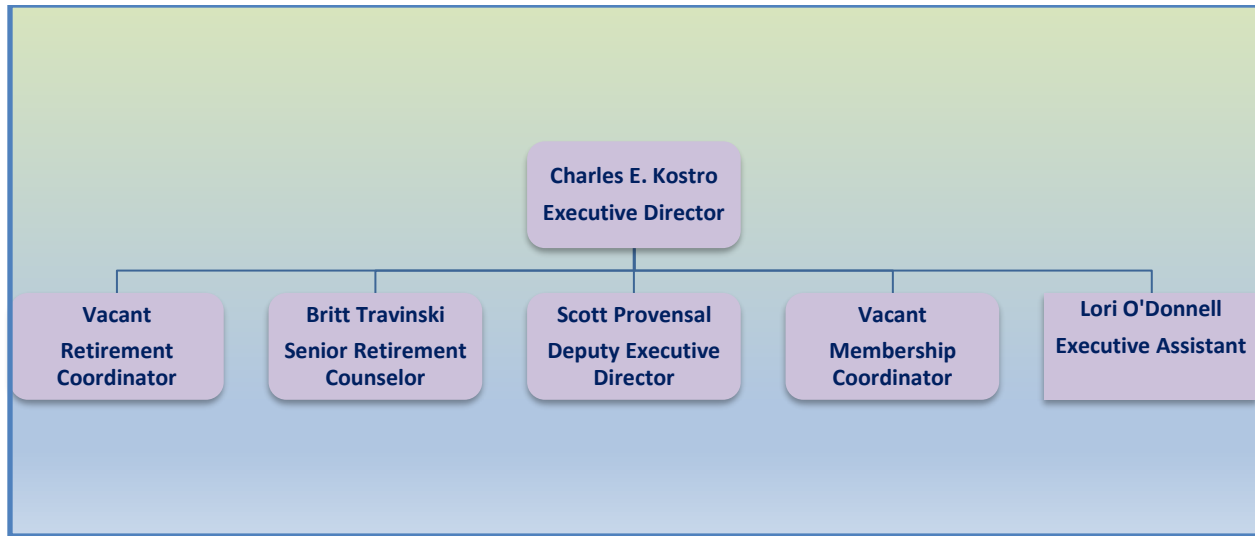 Charles E. Kostro
Executive Director
Vacant
Retirement
Coordinator
Britt Travinski
Senior Retirement
Counselor
Scott Provensal
Deputy Executive
Director
Vacant
Membership
Coordinator
Lori O'Donnell
Executive Assistant